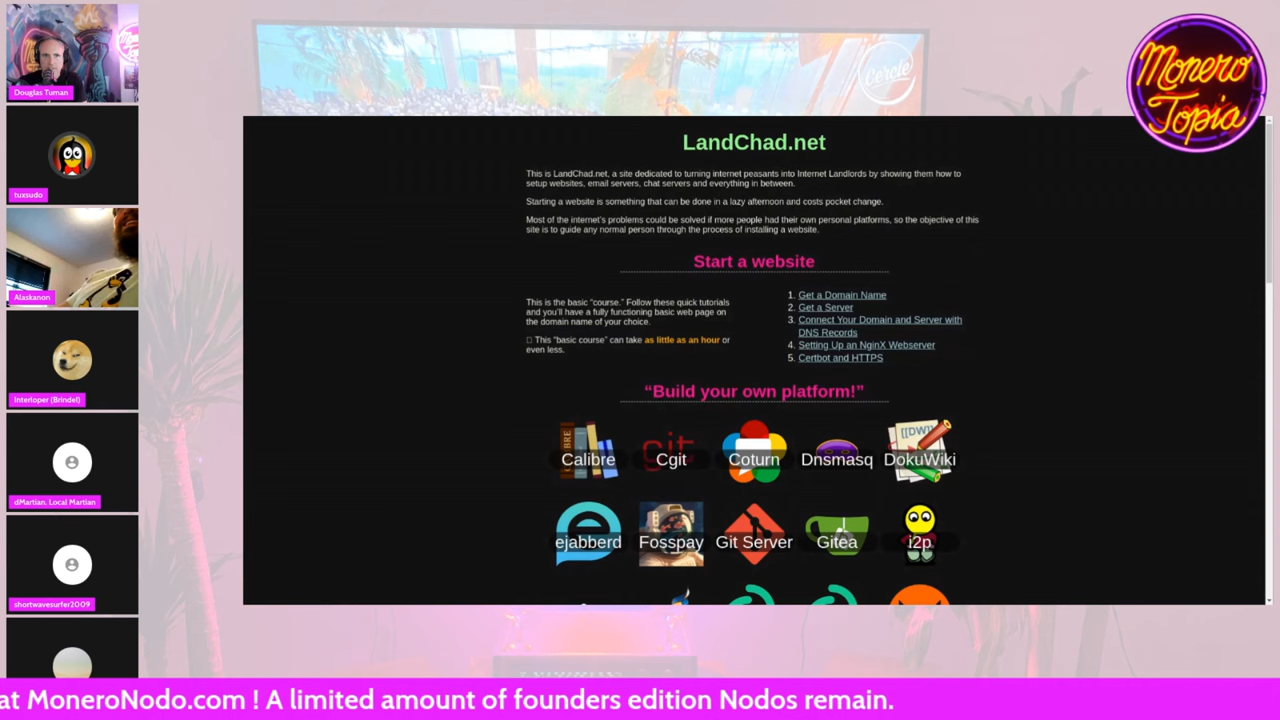 Cercle
Monero
Topia
Douglas Tuman
tuxsudo
Alaskanon
Interloper (Brindel)
dMartian. Local Martian
shortwavesurfer2009
LandChad.net
This is LandChad.net, a site dedicated to turning internet peasants into Internet Landlords by showing them how to
setup websites, email servers, chat servers and everything in between.
Starting a website is something that can be done in a lazy afternoon and costs pocket change.
Most of the internet's problems could be solved if more people had their own personal platforms, so the objective of this
site is to guide any normal person through the process of installing a website.
Start a website
This is the basic “course.” Follow these quick tutorials
and you'll have a fully functioning basic web page on
the domain name of your choice.
This “basic course” can take as little as an hour or
even less.
1. Get a Domain Name
2. Get a Server
3. Connect Your Domain and Server with
DNS Records
4. Setting Up an NginX Webserver
5. Certbot and HTTPS
“Build your own platform!”
CALIBRE
git
[[DW]]
Calibre
Cgit
Coturn
Dnsmasq
DokuWiki
ejabberd
Fosspay
Git Server
Gitea
i2p
at MoneroNodo.com ! A limited amount of founders edition Nodos remain.